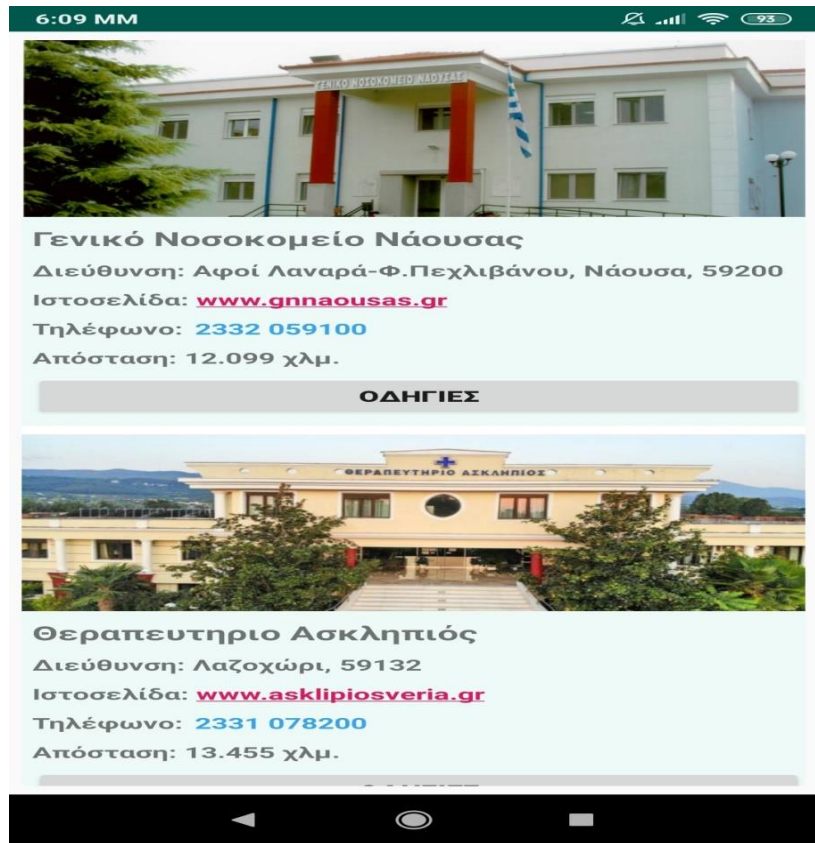 6:09 ΜΜ
93
ΓΕΝΙΚΟ ΝΟΣΟΚΟΜΕΙΟ ΝΑΟΥΣΑΣ
Γενικό Νοσοκομείο Νάουσας
Διεύθυνση: Αφοί Λαναρά-Φ.Πεχλιβάνου, Νάουσα, 59200
Ιστοσελίδα: www.gnnaousas.gr
Τηλέφωνο: 2332 059100
Απόσταση: 12.099 χλμ.
ΟΔΗΓΙΕΣ
ΘΕΡΑΠΕΥΤΗΡΙΟ ΑΣΚΛΗΠΙΟΣ
Θεραπευτηριο Ασκληπιός
Διεύθυνση: Λαζοχώρι, 59132
Ιστοσελίδα: www.asklipiosveria.gr
Τηλέφωνο: 2331 078200
Απόσταση: 13.455 χλμ.